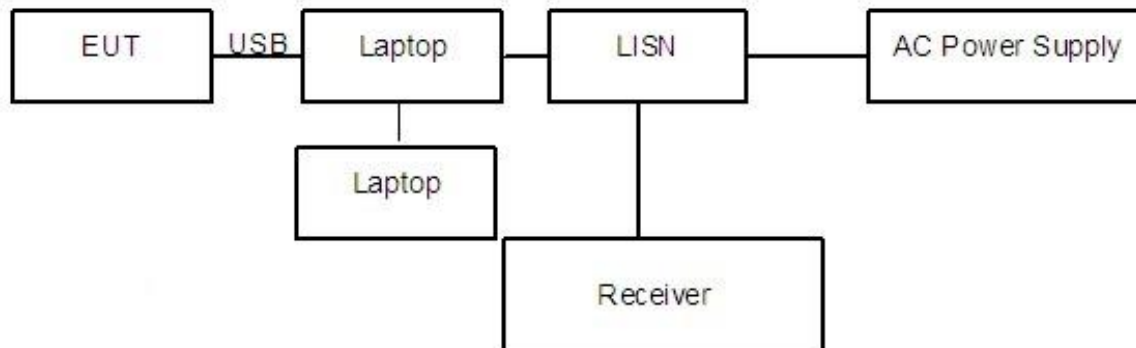 EUT
USB
Laptop
LISN
AC Power Supply
Laptop
Receiver